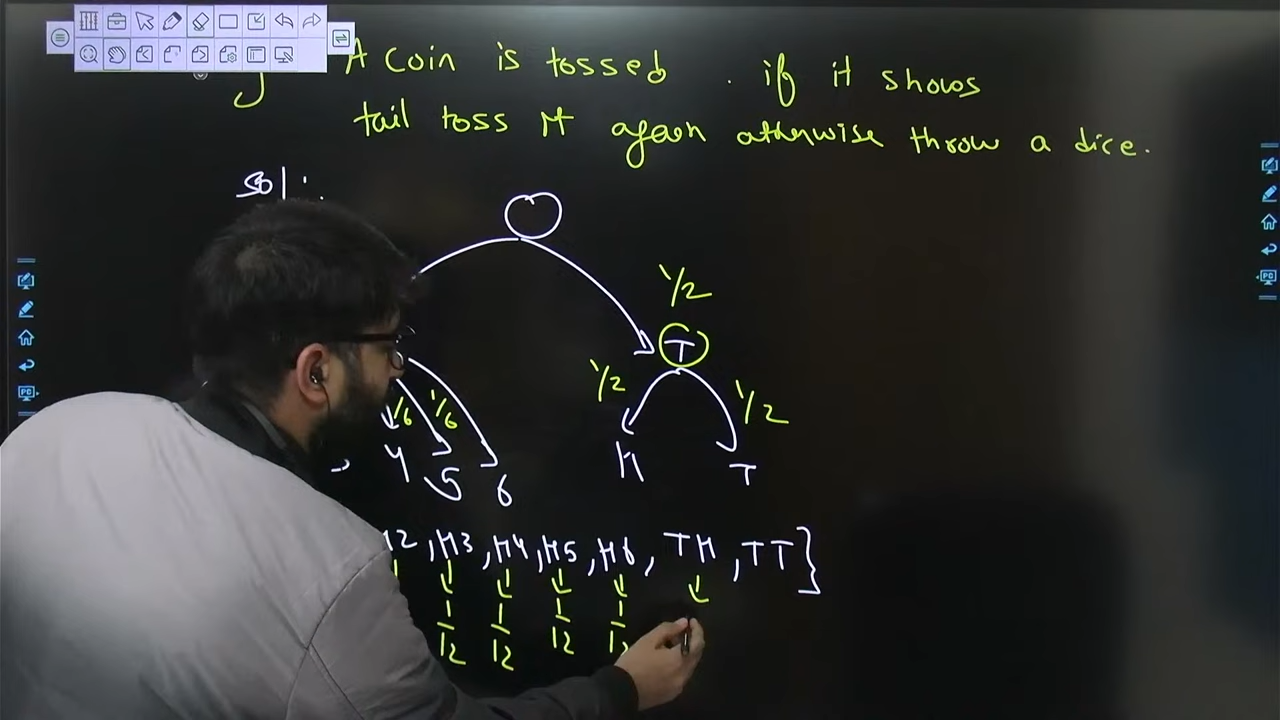 A coin is tossed . if it shows
tail toss it again otherwise throw a dice.
Sol :
1/2
T
1/2 1/2
1/6 1/6
4 5 6 H T
H2 , H3 , H4 , H5 , H6 , TH , TT }
1/12 1/12 1/12 1/12